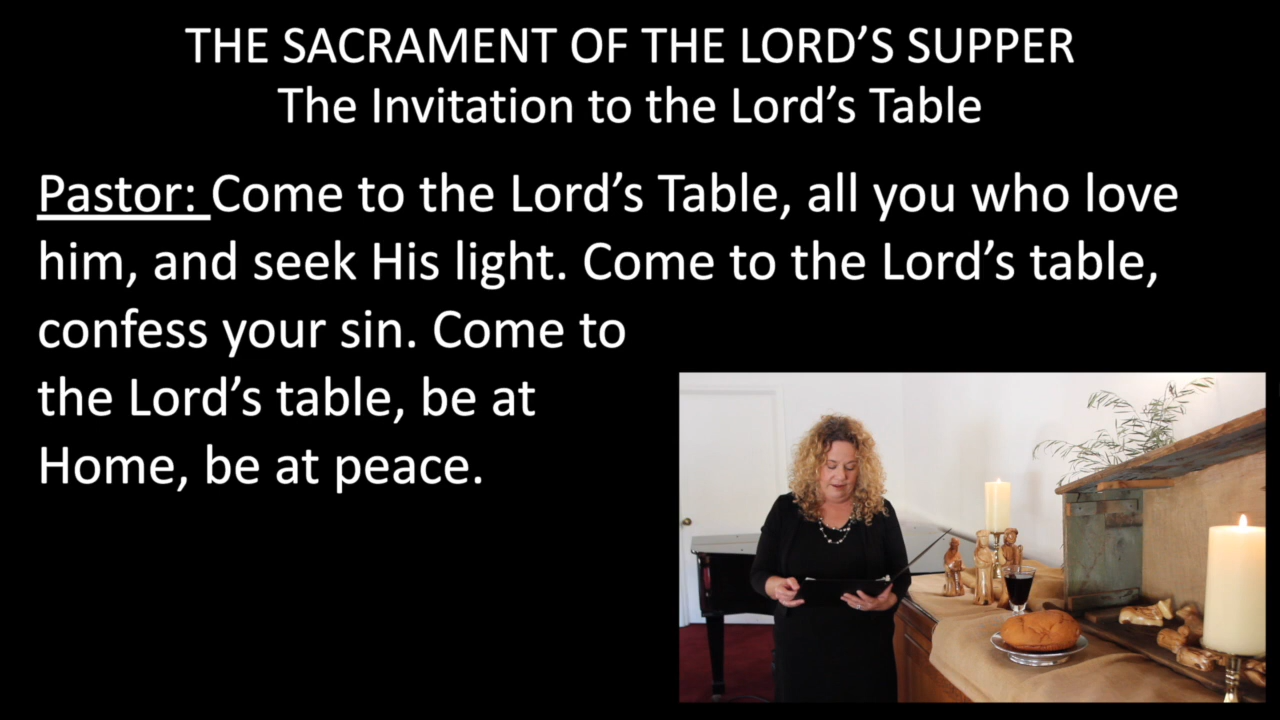 THE SACRAMENT OF THE LORD’S SUPPER
The Invitation to the Lord’s Table
Pastor: Come to the Lord’s Table, all you who love
him, and seek His light. Come to the Lord’s table,
confess your sin. Come to
the Lord’s table, be at
Home, be at peace.